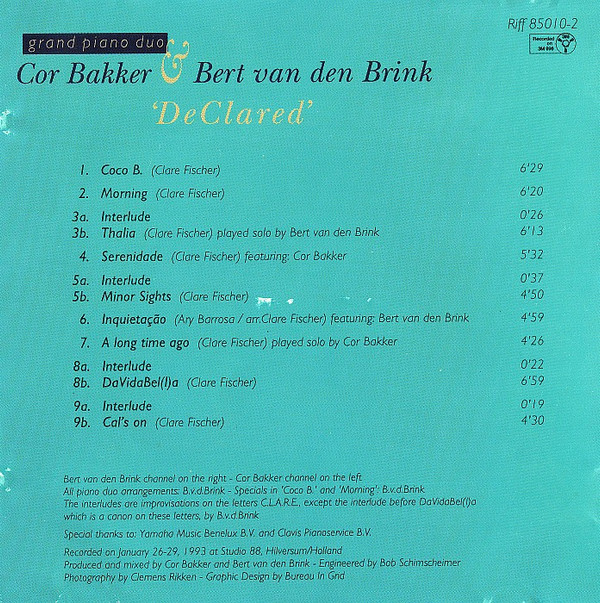 Riff 85010-2
Recorded
on
3M 996
grand piano duo
Cor Bakker & Bert van den Brink
'DeClared'
1. Coco B. (Clare Fischer) 6'29
2. Morning (Clare Fischer) 6'20
3a. Interlude 0'26
3b. Thalia (Clare Fischer) played solo by Bert van den Brink 6'13
4. Serenidade (Clare Fischer) featuring: Cor Bakker 5'32
5a. Interlude 0'37
5b. Minor Sights (Clare Fischer) 4'50
6. Inquietação (Ary Barrosa / arr.Clare Fischer) featuring: Bert van den Brink 4'59
7. A long time ago (Clare Fischer) played solo by Cor Bakker 4'26
8a. Interlude 0'22
8b. DaVidaBel(l)a (Clare Fischer) 6'59
9a. Interlude 0'19
9b. Cal's on (Clare Fischer) 4'30
Bert van den Brink channel on the right - Cor Bakker channel on the left
All piano duo arrangements: B.v.d.Brink - Specials in 'Coco B.' and 'Morning': B.v.d.Brink
The interludes are improvisations on the letters C.L.A.R.E., except the interlude before DaVidaBel(l)a
which is a canon on these letters, by B.v.d.Brink
Special thanks to: Yamaha Music Benelux B.V. and Clavis Pianoservice B.V.
Recorded on January 26-29, 1993 at Studio 88, Hilversum/Holland
Produced and mixed by Cor Bakker and Bert van den Brink - Engineered by Bob Schimscheimer
Photography by Clemens Rikken - Graphic Design by Bureau In Grid